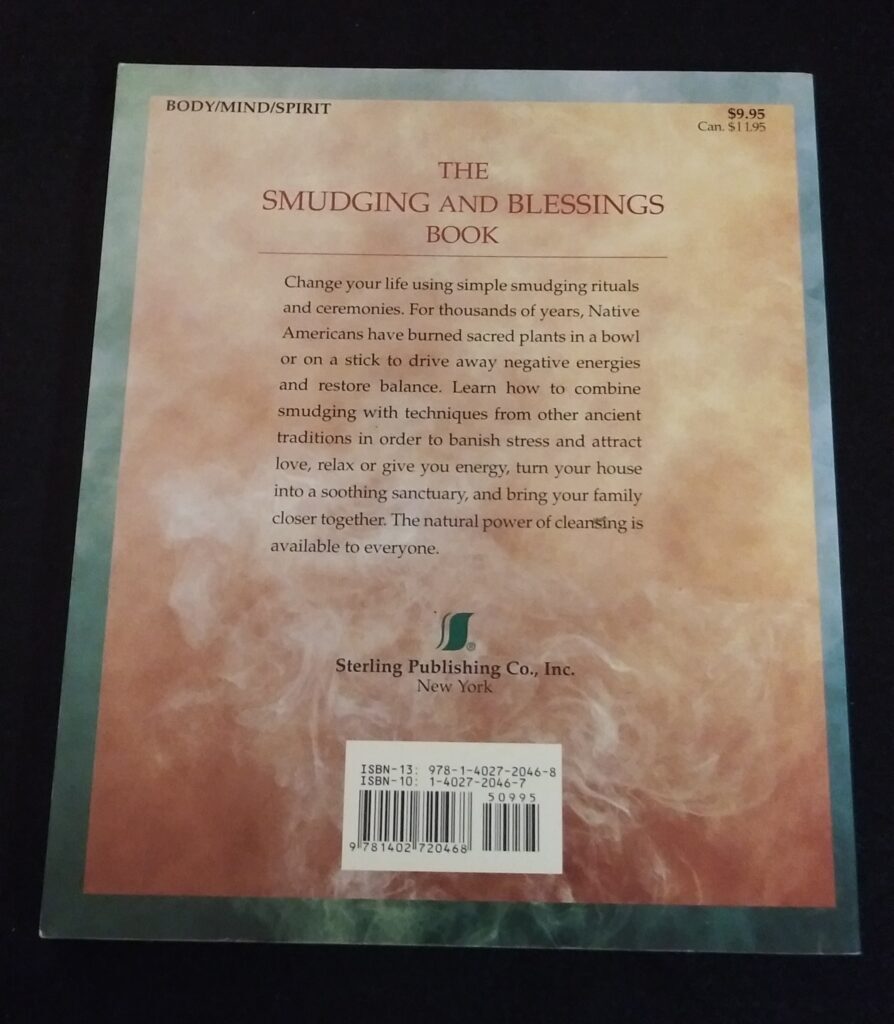 BODY/MIND/SPIRIT
$9.95
Can. $11.95
THE
SMUDGING AND BLESSINGS
BOOK
Change your life using simple smudging rituals
and ceremonies. For thousands of years, Native
Americans have burned sacred plants in a bowl
or on a stick to drive away negative energies
and restore balance. Learn how to combine
smudging with techniques from other ancient
traditions in order to banish stress and attract
love, relax or give you energy, turn your house
into a soothing sanctuary, and bring your family
closer together. The natural power of cleansing is
available to everyone.
®
Sterling Publishing Co., Inc.
New York
ISBN-13: 978-1-4027-2046-8
ISBN-10: 1-4027-2046-7
50995
9 781402 720468